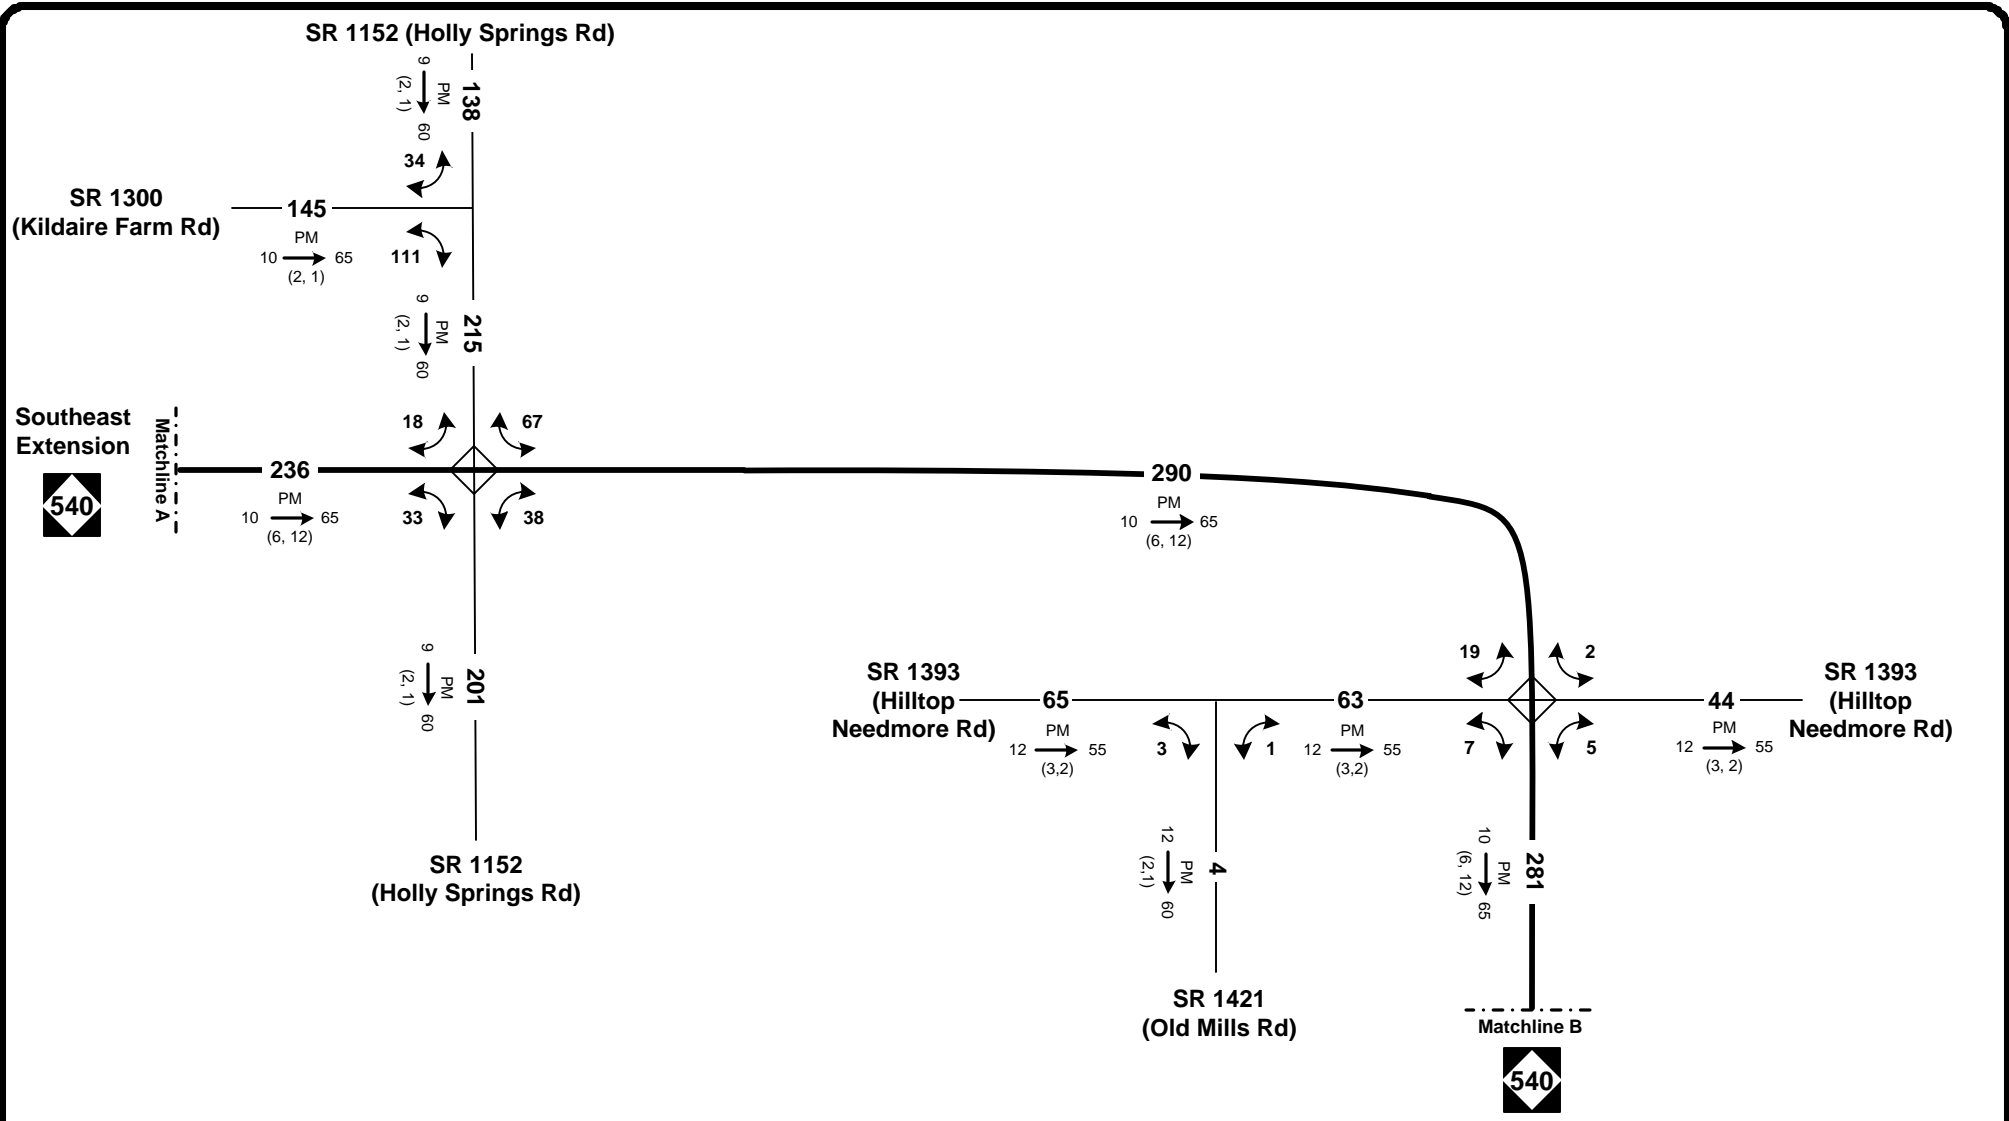 SR 1152 (Holly Springs Rd)
9
PM
(2, 1)
60
138
34
SR 1300
(Kildaire Farm Rd)
145
PM
10
65
(2, 1)
111
9
PM
(2, 1)
60
215
Southeast
Extension
540
Matchline A
236
PM
10
65
(6, 12)
18
67
33
38
290
PM
10
65
(6, 12)
9
PM
(2, 1)
60
201
SR 1152
(Holly Springs Rd)
SR 1393
(Hilltop
Needmore Rd)
65
PM
12
55
(3,2)
3
1
63
PM
12
55
(3,2)
19
2
7
5
44
PM
12
55
(3, 2)
SR 1393
(Hilltop
Needmore Rd)
12
PM
(2,1)
60
4
SR 1421
(Old Mills Rd)
10
PM
(6, 12)
65
281
Matchline B
540